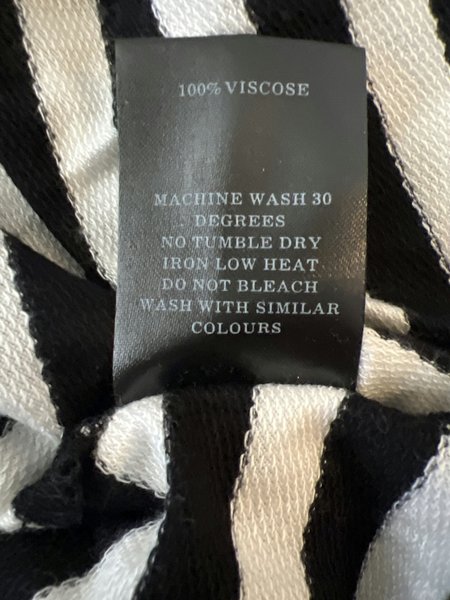 100% VISCOSE
MACHINE WASH 30
DEGREES
NO TUMBLE DRY
IRON LOW HEAT
DO NOT BLEACH
WASH WITH SIMILAR
COLOURS